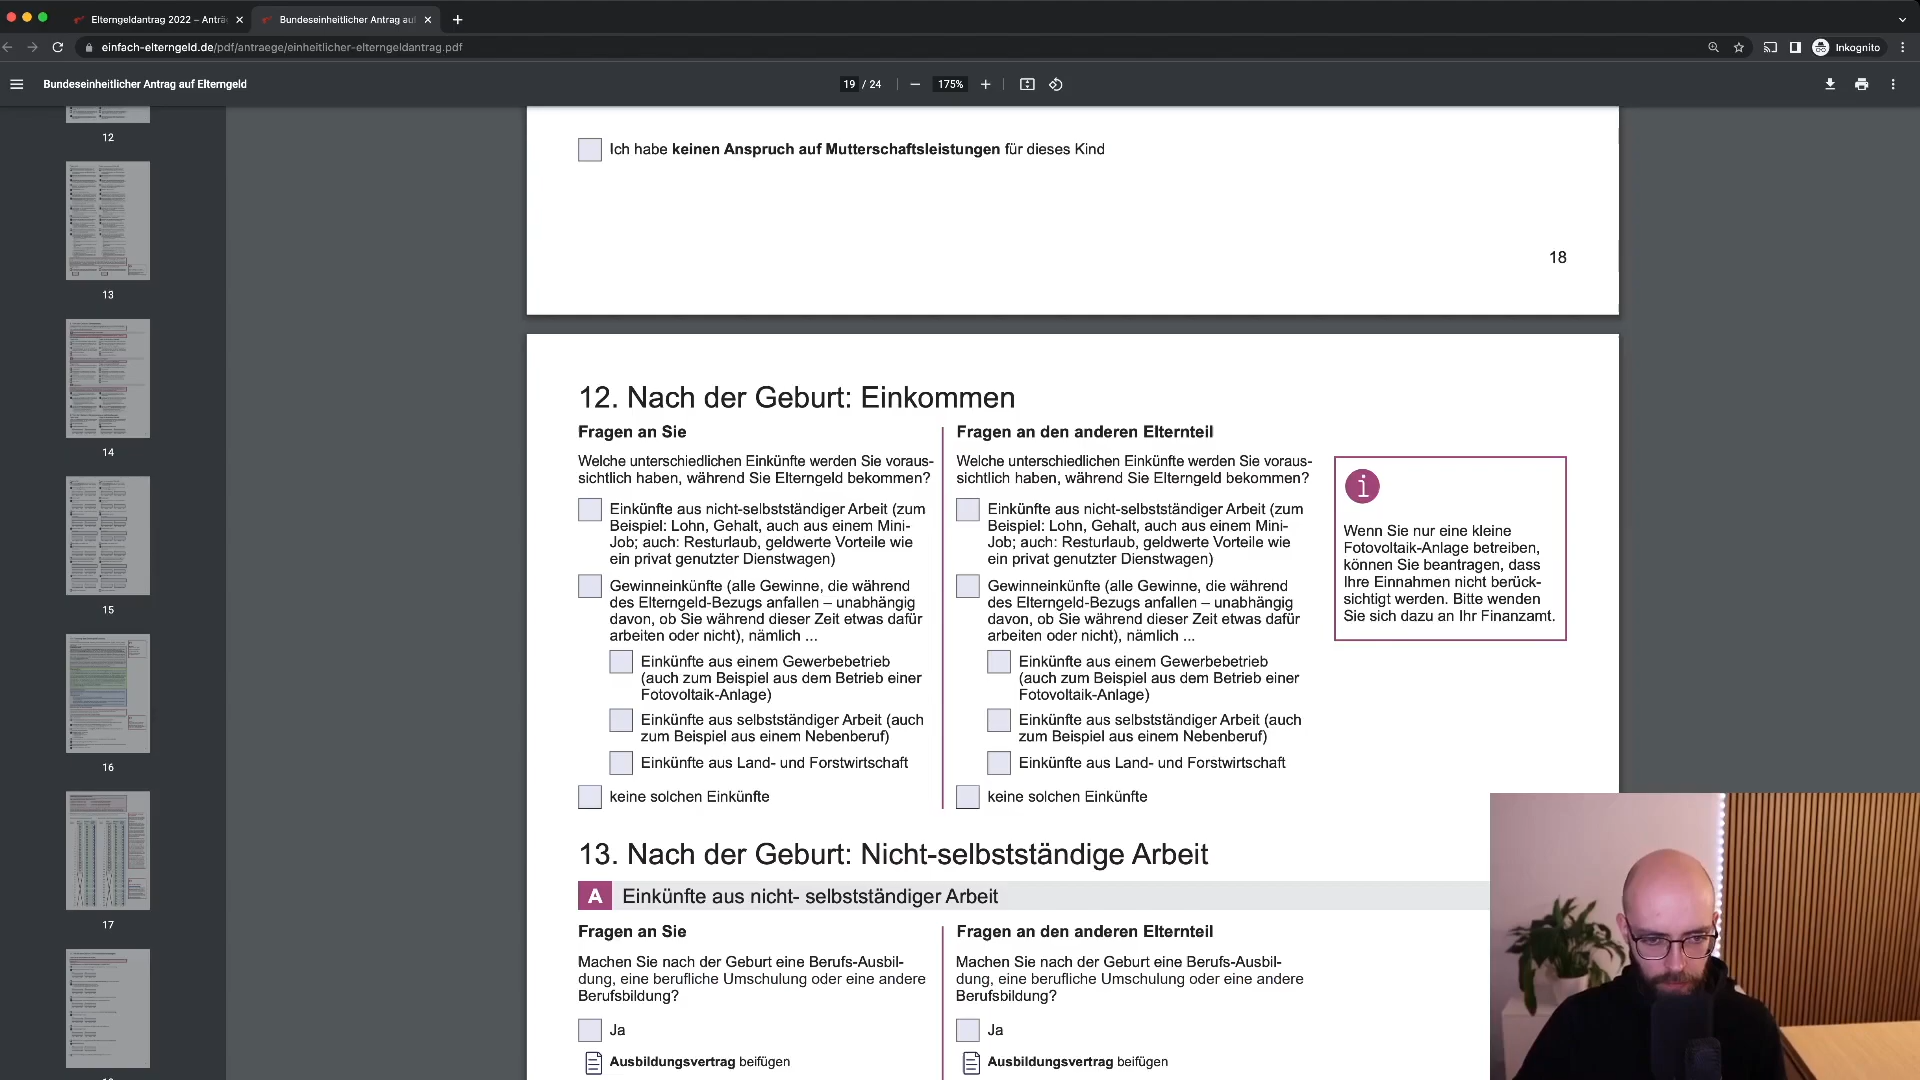 Elterngeldantrag 2022 – Anträ
Bundeseinheitlicher Antrag au
einfach-elterngeld.de/pdf/antraege/einheitlicher-elterngeldantrag.pdf
Inkognito
Bundeseinheitlicher Antrag auf Elterngeld
19 / 24
175%
12
13
14
15
16
17
Ich habe keinen Anspruch auf Mutterschaftsleistungen für dieses Kind
18
12. Nach der Geburt: Einkommen
Fragen an Sie
Welche unterschiedlichen Einkünfte werden Sie voraus-
sichtlich haben, während Sie Elterngeld bekommen?
Einkünfte aus nicht-selbstständiger Arbeit (zum
Beispiel: Lohn, Gehalt, auch aus einem Mini-
Job; auch: Resturlaub, geldwerte Vorteile wie
ein privat genutzter Dienstwagen)
Gewinneinkünfte (alle Gewinne, die während
des Elterngeld-Bezugs anfallen – unabhängig
davon, ob Sie während dieser Zeit etwas dafür
arbeiten oder nicht), nämlich ...
Einkünfte aus einem Gewerbebetrieb
(auch zum Beispiel aus dem Betrieb einer
Fotovoltaik-Anlage)
Einkünfte aus selbstständiger Arbeit (auch
zum Beispiel aus einem Nebenberuf)
Einkünfte aus Land- und Forstwirtschaft
keine solchen Einkünfte
Fragen an den anderen Elternteil
Welche unterschiedlichen Einkünfte werden Sie voraus-
sichtlich haben, während Sie Elterngeld bekommen?
Einkünfte aus nicht-selbstständiger Arbeit (zum
Beispiel: Lohn, Gehalt, auch aus einem Mini-
Job; auch: Resturlaub, geldwerte Vorteile wie
ein privat genutzter Dienstwagen)
Gewinneinkünfte (alle Gewinne, die während
des Elterngeld-Bezugs anfallen – unabhängig
davon, ob Sie während dieser Zeit etwas dafür
arbeiten oder nicht), nämlich ...
Einkünfte aus einem Gewerbebetrieb
(auch zum Beispiel aus dem Betrieb einer
Fotovoltaik-Anlage)
Einkünfte aus selbstständiger Arbeit (auch
zum Beispiel aus einem Nebenberuf)
Einkünfte aus Land- und Forstwirtschaft
keine solchen Einkünfte
i
Wenn Sie nur eine kleine
Fotovoltaik-Anlage betreiben,
können Sie beantragen, dass
Ihre Einnahmen nicht berück-
sichtigt werden. Bitte wenden
Sie sich dazu an Ihr Finanzamt.
13. Nach der Geburt: Nicht-selbstständige Arbeit
A Einkünfte aus nicht- selbstständiger Arbeit
Fragen an Sie
Machen Sie nach der Geburt eine Berufs-Ausbil-
dung, eine berufliche Umschulung oder eine andere
Berufsbildung?
Ja
Ausbildungsvertrag beifügen
Fragen an den anderen Elternteil
Machen Sie nach der Geburt eine Berufs-Ausbil-
dung, eine berufliche Umschulung oder eine andere
Berufsbildung?
Ja
Ausbildungsvertrag beifügen